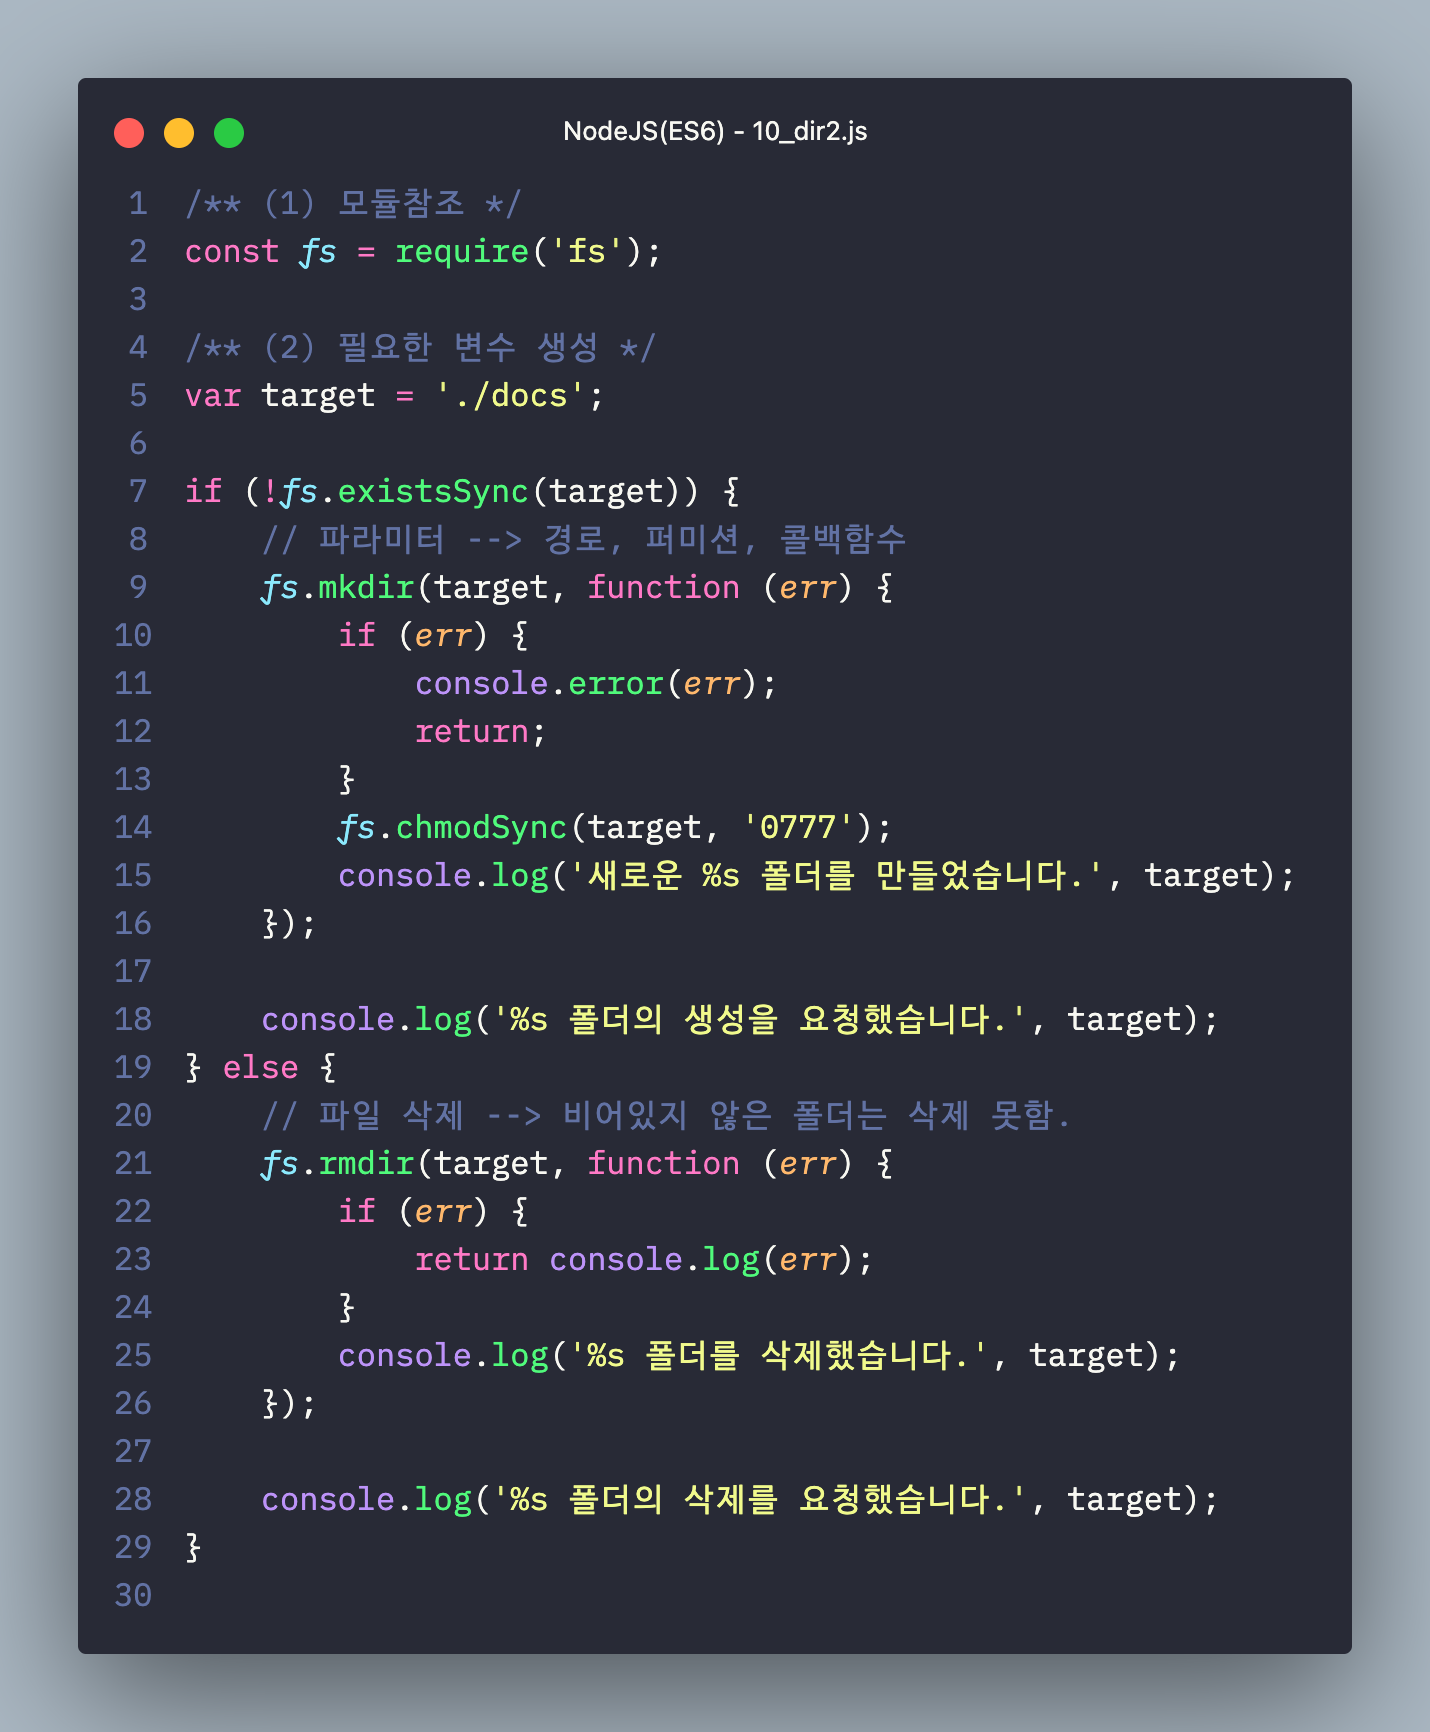 NodeJS(ES6) - 10_dir2.js
1 /** (1) 모듈참조 */
2 const fs = require('fs');
3
4 /** (2) 필요한 변수 생성 */
5 var target = './docs';
6
7 if (!fs.existsSync(target)) {
8     // 파라미터 --> 경로, 퍼미션, 콜백함수
9     fs.mkdir(target, function (err) {
10         if (err) {
11             console.error(err);
12             return;
13         }
14         fs.chmodSync(target, '0777');
15         console.log('새로운 %s 폴더를 만들었습니다.', target);
16     });
17
18     console.log('%s 폴더의 생성을 요청했습니다.', target);
19 } else {
20     // 파일 삭제 --> 비어있지 않은 폴더는 삭제 못함.
21     fs.rmdir(target, function (err) {
22         if (err) {
23             return console.log(err);
24         }
25         console.log('%s 폴더를 삭제했습니다.', target);
26     });
27
28     console.log('%s 폴더의 삭제를 요청했습니다.', target);
29 }
30